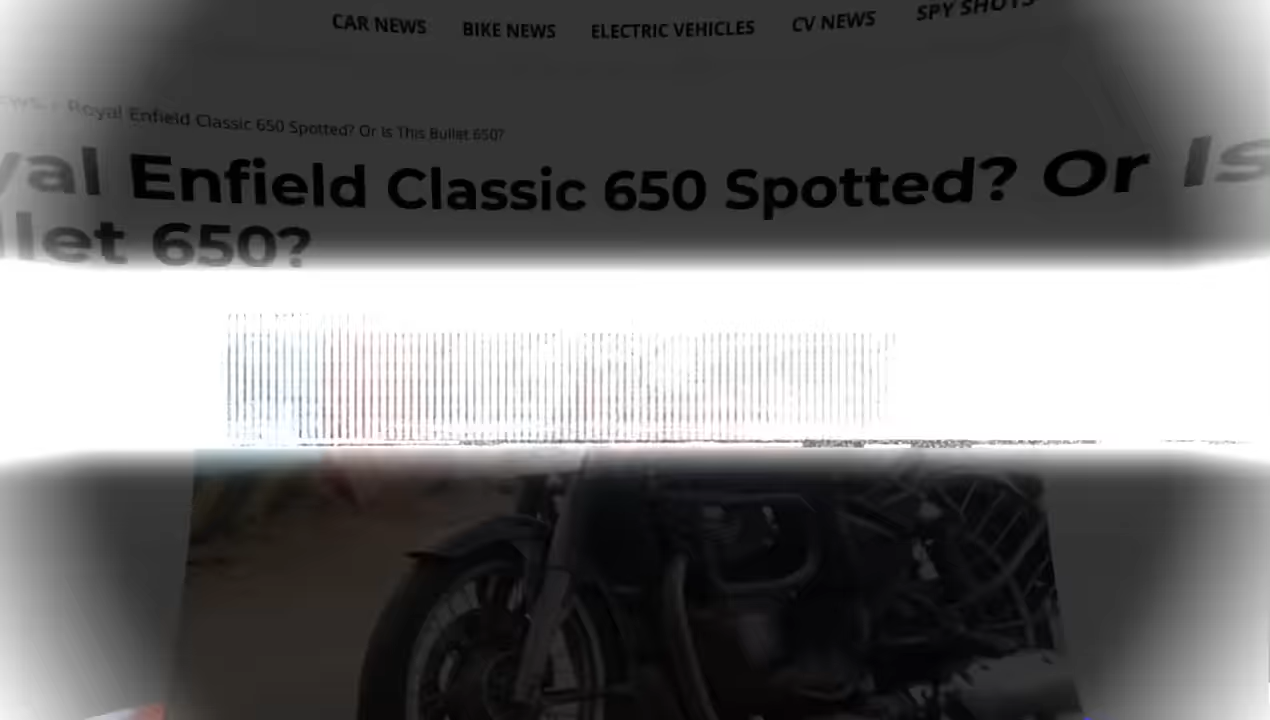 CAR NEWS BIKE NEWS ELECTRIC VEHICLES CV NEWS SPY SHOTS
Royal Enfield Classic 650 Spotted? Or Is This Bullet 650?
Enfield Classic 650 Spotted? Or Is
650?